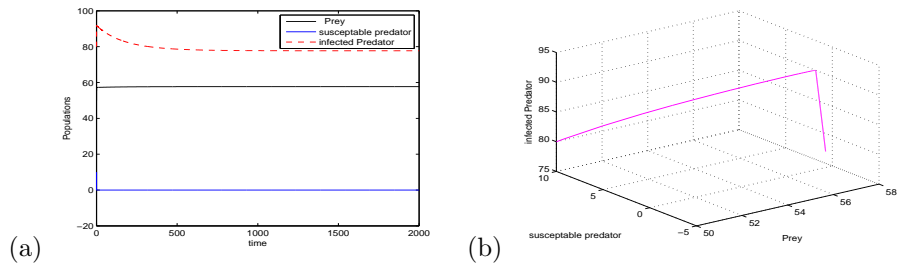 100
80
60
40
20
0
−20
Populations
0
500
1000
1500
2000
time
Prey
susceptable predator
infected Predator
(a)
95
90
85
80
75
infected Predator
10
5
0
−5
susceptable predator
50
52
54
56
58
Prey
(b)